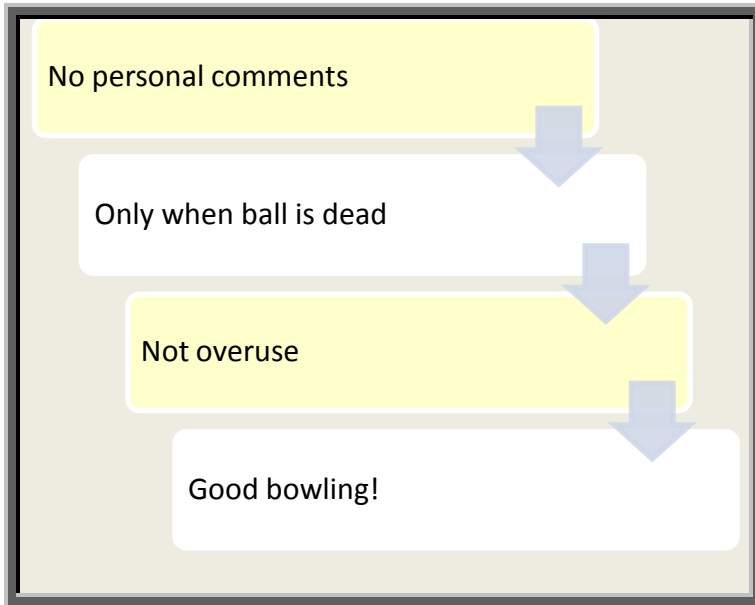 No personal comments
Only when ball is dead
Not overuse
Good bowling!